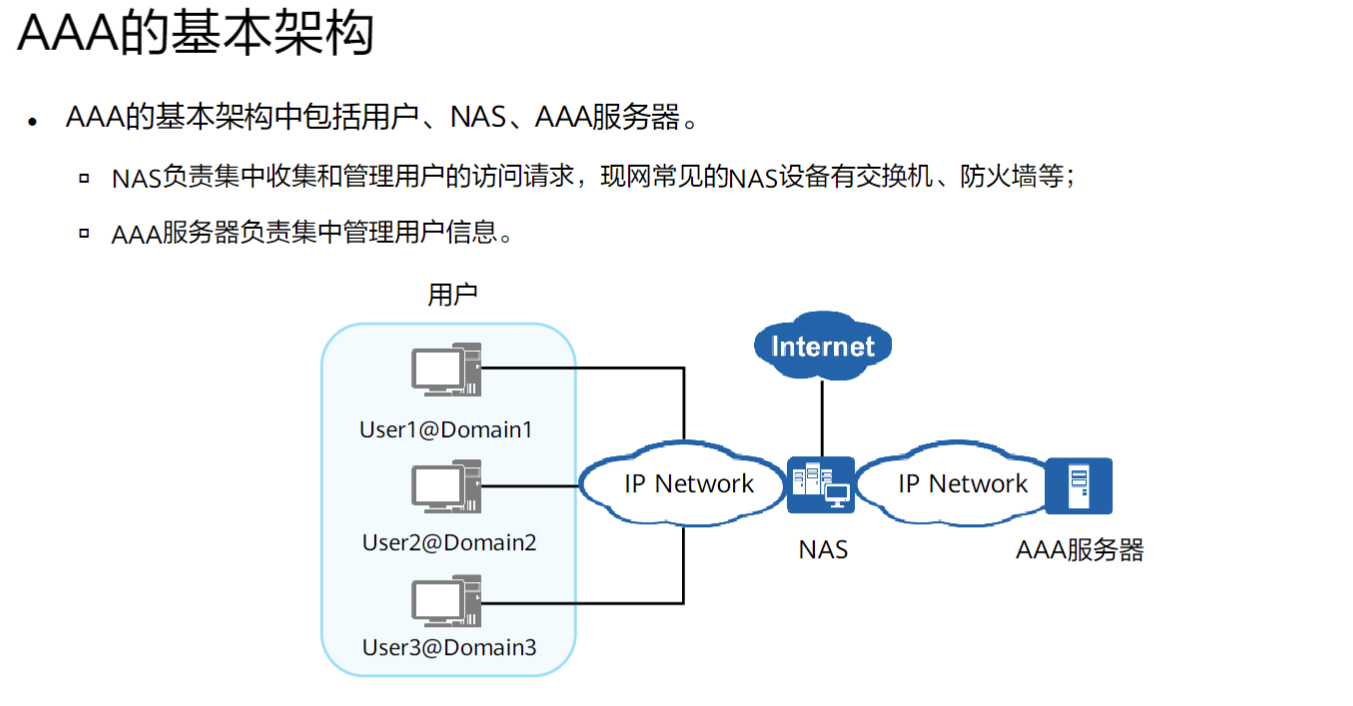 AAA的基本架构
• AAA的基本架构中包括用户、NAS、AAA服务器。
▫ NAS负责集中收集和管理用户的访问请求，现网常见的NAS设备有交换机、防火墙等；
▫ AAA服务器负责集中管理用户信息。
用户
Internet
User1@Domain1
IP Network
IP Network
User2@Domain2
NAS
AAA服务器
User3@Domain3